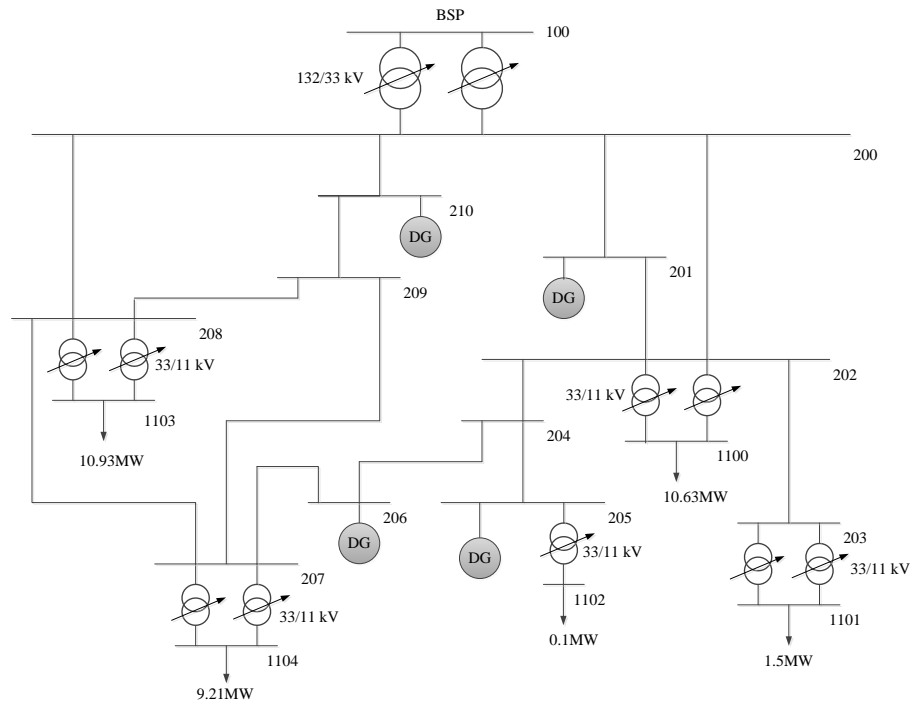 BSP
100
132/33 kV
200
210
DG
201
209
DG
208
33/11 kV
202
33/11 kV
1103
204
1100
10.93MW
10.63MW
206
205
DG
203
DG
33/11 kV
33/11 kV
207
1102
33/11 kV
1101
0.1MW
1104
1.5MW
9.21MW